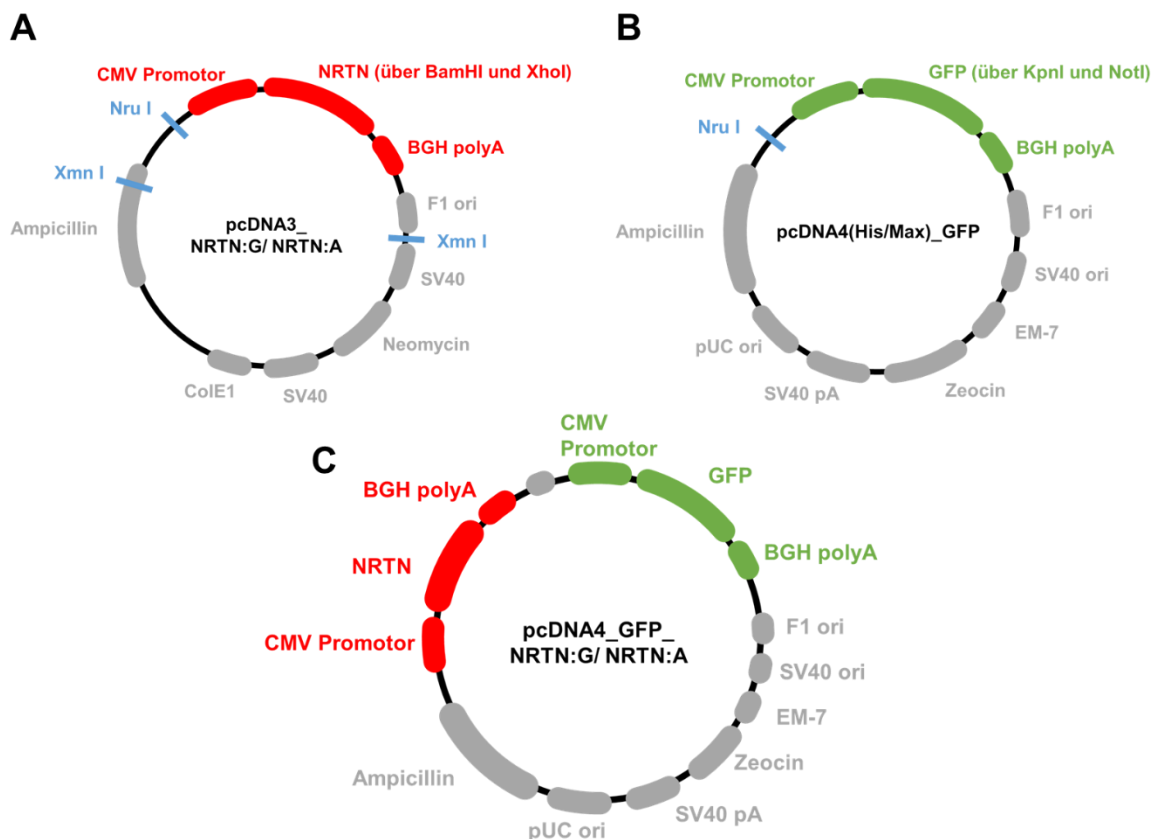 A
CMV Promotor
NRTN (über BamHI und XhoI)
Nru I
BGH polyA
Xmn I
F1 ori
Ampicillin
pcDNA3_
NRTN:G/ NRTN:A
Xmn I
SV40
Neomycin
ColE1
SV40
B
GFP (über KpnI und NotI)
CMV Promotor
Nru I
BGH polyA
Ampicillin
F1 ori
pcDNA4(His/Max)_GFP
SV40 ori
EM-7
pUC ori
SV40 pA
Zeocin
C
CMV
Promotor
GFP
BGH polyA
BGH polyA
NRTN
CMV Promotor
pcDNA4_GFP_
NRTN:G/ NRTN:A
F1 ori
SV40 ori
EM-7
Zeocin
Ampicillin
SV40 pA
pUC ori